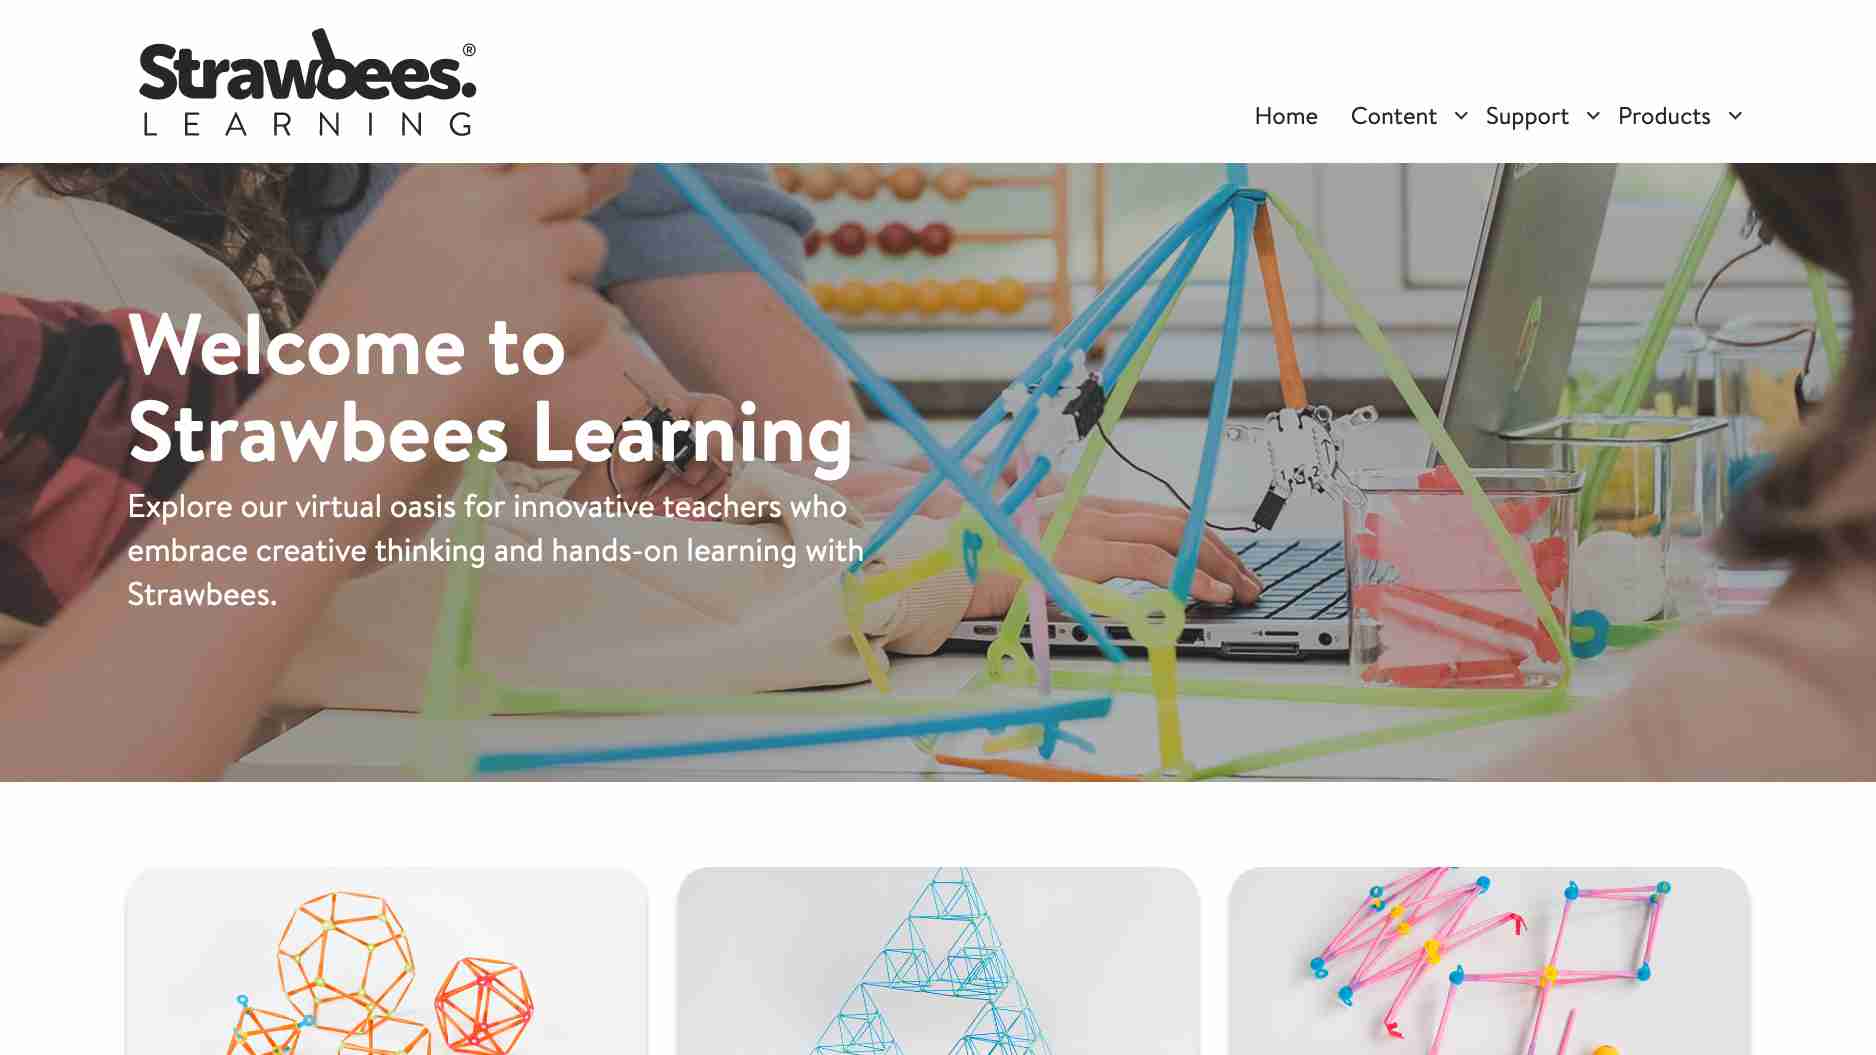 Strawbees.®
LEARNING
Home Content Support Products
Welcome to
Strawbees Learning
Explore our virtual oasis for innovative teachers who
embrace creative thinking and hands-on learning with
Strawbees.